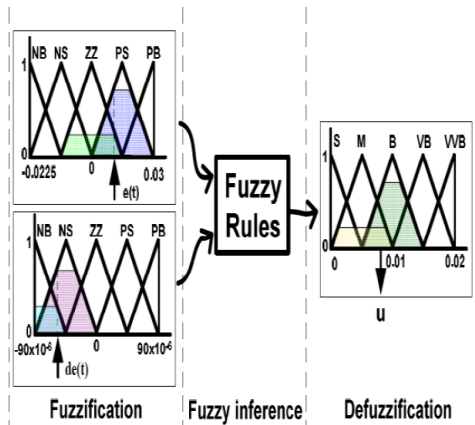 NB NS ZZ PS PB
1
0
-0.0225 0 0.03
e(t)
NB NS ZZ PS PB
1
0
-90x10-6 0 90x10-6
de(t)
Fuzzy
Rules
S M B VB VVB
1
0
0 0.01 0.02
u
Fuzzification Fuzzy inference Defuzzification